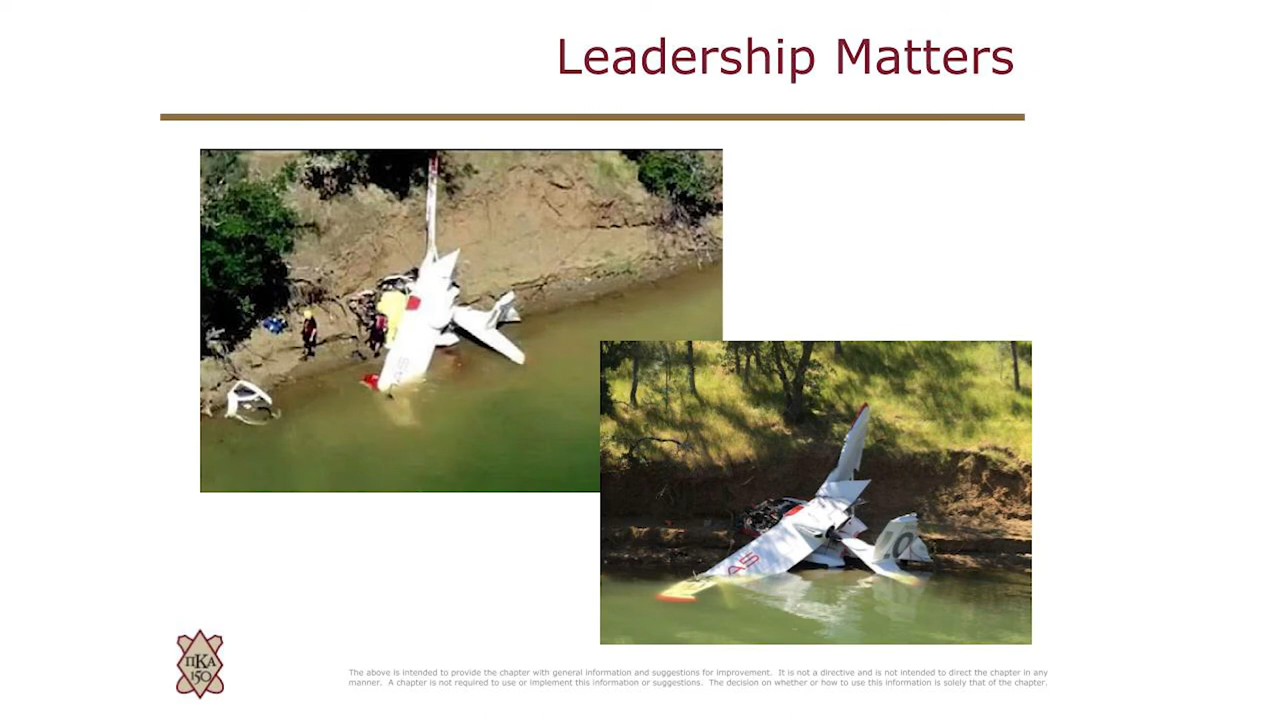 Leadership Matters
A5
ΠΚΑ
150
The above is intended to provide the chapter with general information and suggestions for improvement. It is not a directive and is not intended to direct the chapter in any
manner. A chapter is not required to use or implement this information or suggestions. The decision on whether or how to use this information is solely that of the chapter.